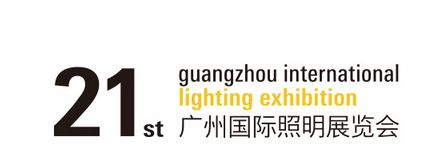 21st
guangzhou international
lighting exhibition
广州国际照明展览会